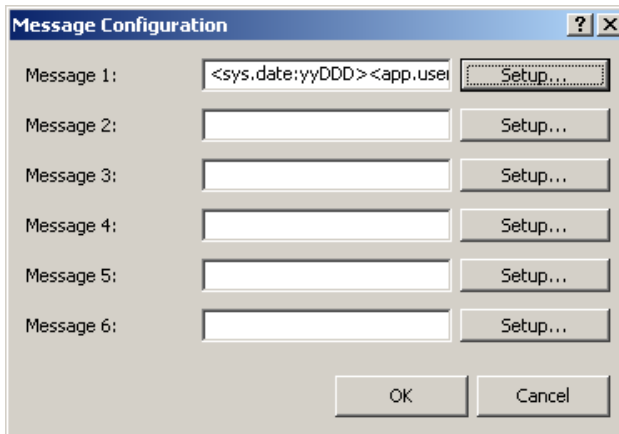 Message Configuration
Message 1: <sys.date:yyDDD><app.user Setup...
Message 2: Setup...
Message 3: Setup...
Message 4: Setup...
Message 5: Setup...
Message 6: Setup...
OK Cancel